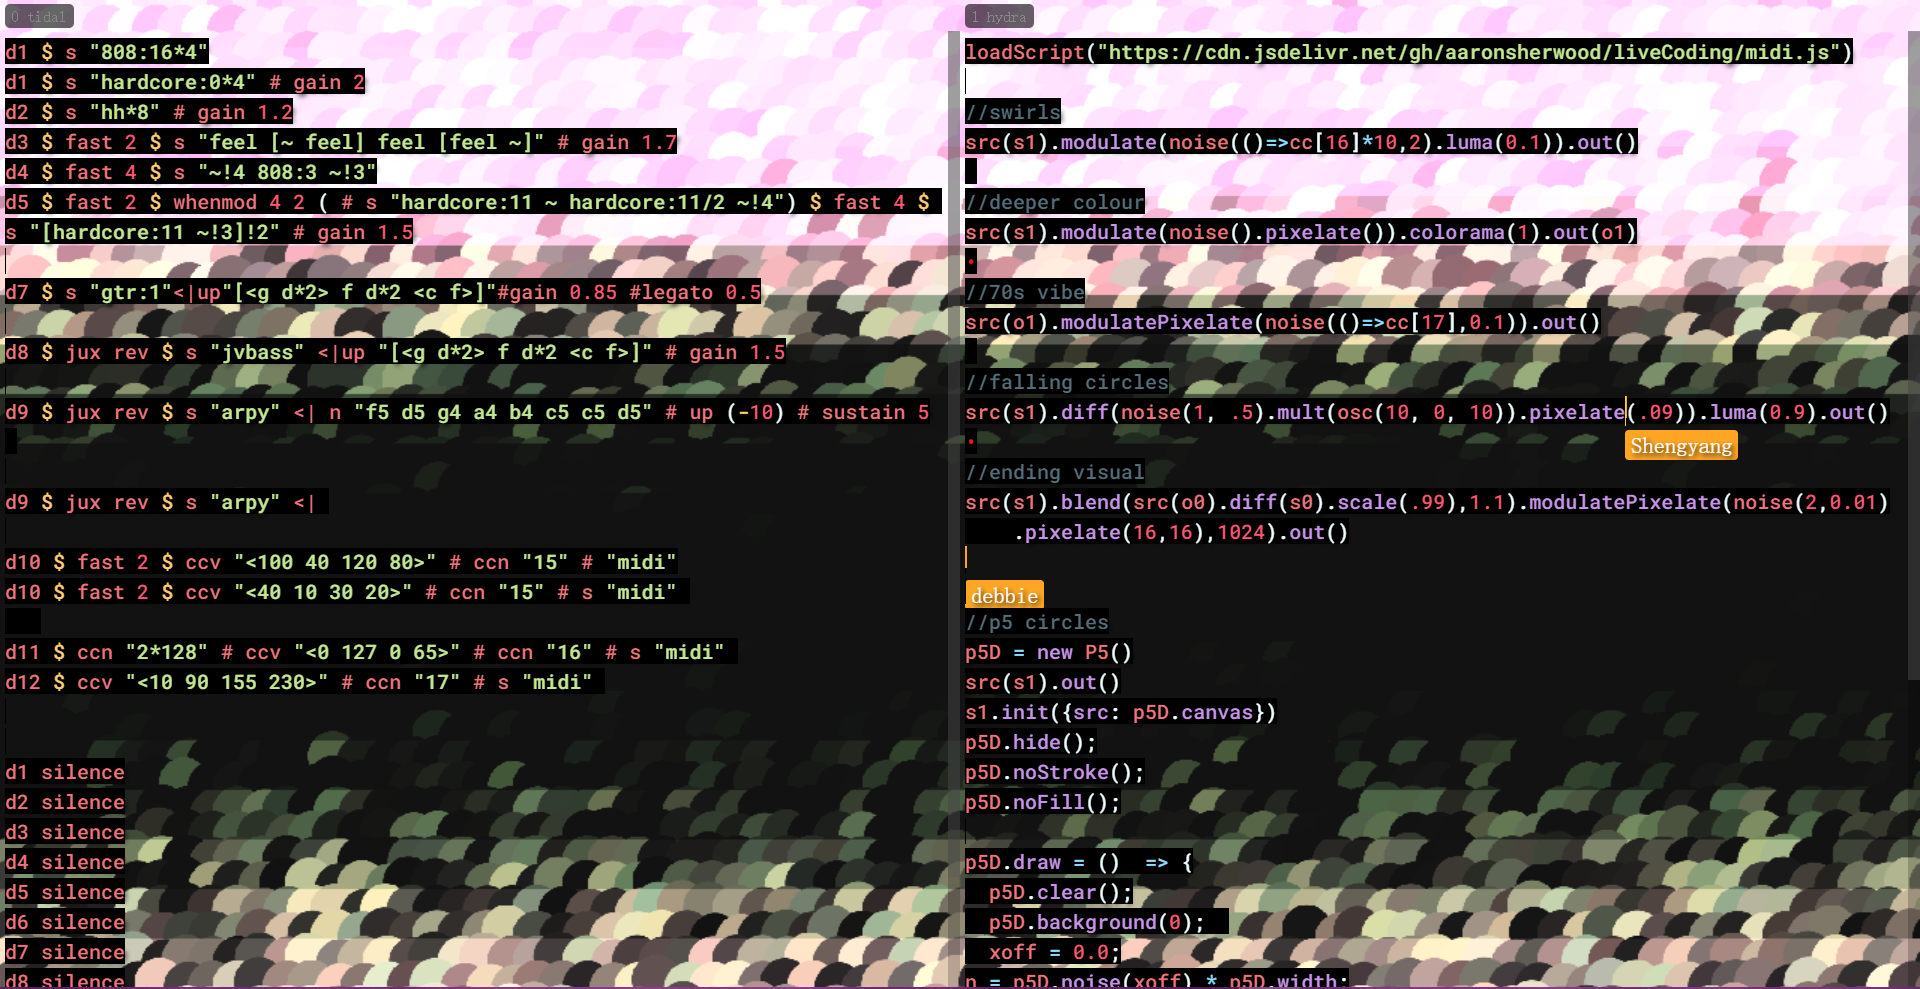 0 tidal
d1 $ s "808:16*4"
d1 $ s "hardcore:0*4" # gain 2
d2 $ s "hh*8" # gain 1.2
d3 $ fast 2 $ s "feel [~ feel] feel [feel ~]" # gain 1.7
d4 $ fast 4 $ s "~!4 808:3 ~!3"
d5 $ fast 2 $ whenmod 4 2 ( # s "hardcore:11 ~ hardcore:11/2 ~!4") $ fast 4 $
s "[hardcore:11 ~!3]!2" # gain 1.5
d7 $ s "gtr:1"<|up"[<g d*2> f d*2 <c f>]"#gain 0.85 #legato 0.5
d8 $ jux rev $ s "jvbass" <|up "[<g d*2> f d*2 <c f>]" # gain 1.5
d9 $ jux rev $ s "arpy" <| n "f5 d5 g4 a4 b4 c5 c5 d5" # up (-10) # sustain 5
d9 $ jux rev $ s "arpy" <|
d10 $ fast 2 $ ccv "<100 40 120 80>" # ccn "15" # "midi"
d10 $ fast 2 $ ccv "<40 10 30 20>" # ccn "15" # s "midi"
d11 $ ccn "2*128" # ccv "<0 127 0 65>" # ccn "16" # s "midi"
d12 $ ccv "<10 90 155 230>" # ccn "17" # s "midi"
d1 silence
d2 silence
d3 silence
d4 silence
d5 silence
d6 silence
d7 silence
d8 silence
1 hydra
loadScript("https://cdn.jsdelivr.net/gh/aaronsherwood/liveCoding/midi.js")
//swirls
src(s1).modulate(noise(()=>cc[16]*10,2).luma(0.1)).out()
//deeper colour
src(s1).modulate(noise().pixelate()).colorama(1).out(o1)
//70s vibe
src(o1).modulatePixelate(noise(()=>cc[17],0.1)).out()
//falling circles
src(s1).diff(noise(1, .5).mult(osc(10, 0, 10)).pixelate(.09)).luma(0.9).out()
Shengyang
//ending visual
src(s1).blend(src(o0).diff(s0).scale(.99),1.1).modulatePixelate(noise(2,0.01)
    .pixelate(16,16),1024).out()
debbie
//p5 circles
p5D = new P5()
src(s1).out()
s1.init({src: p5D.canvas})
p5D.hide();
p5D.noStroke();
p5D.noFill();
p5D.draw = ()  => {
  p5D.clear();
  p5D.background(0);
  xoff = 0.0;
n = p5D.noise(xoff) * p5D.width;